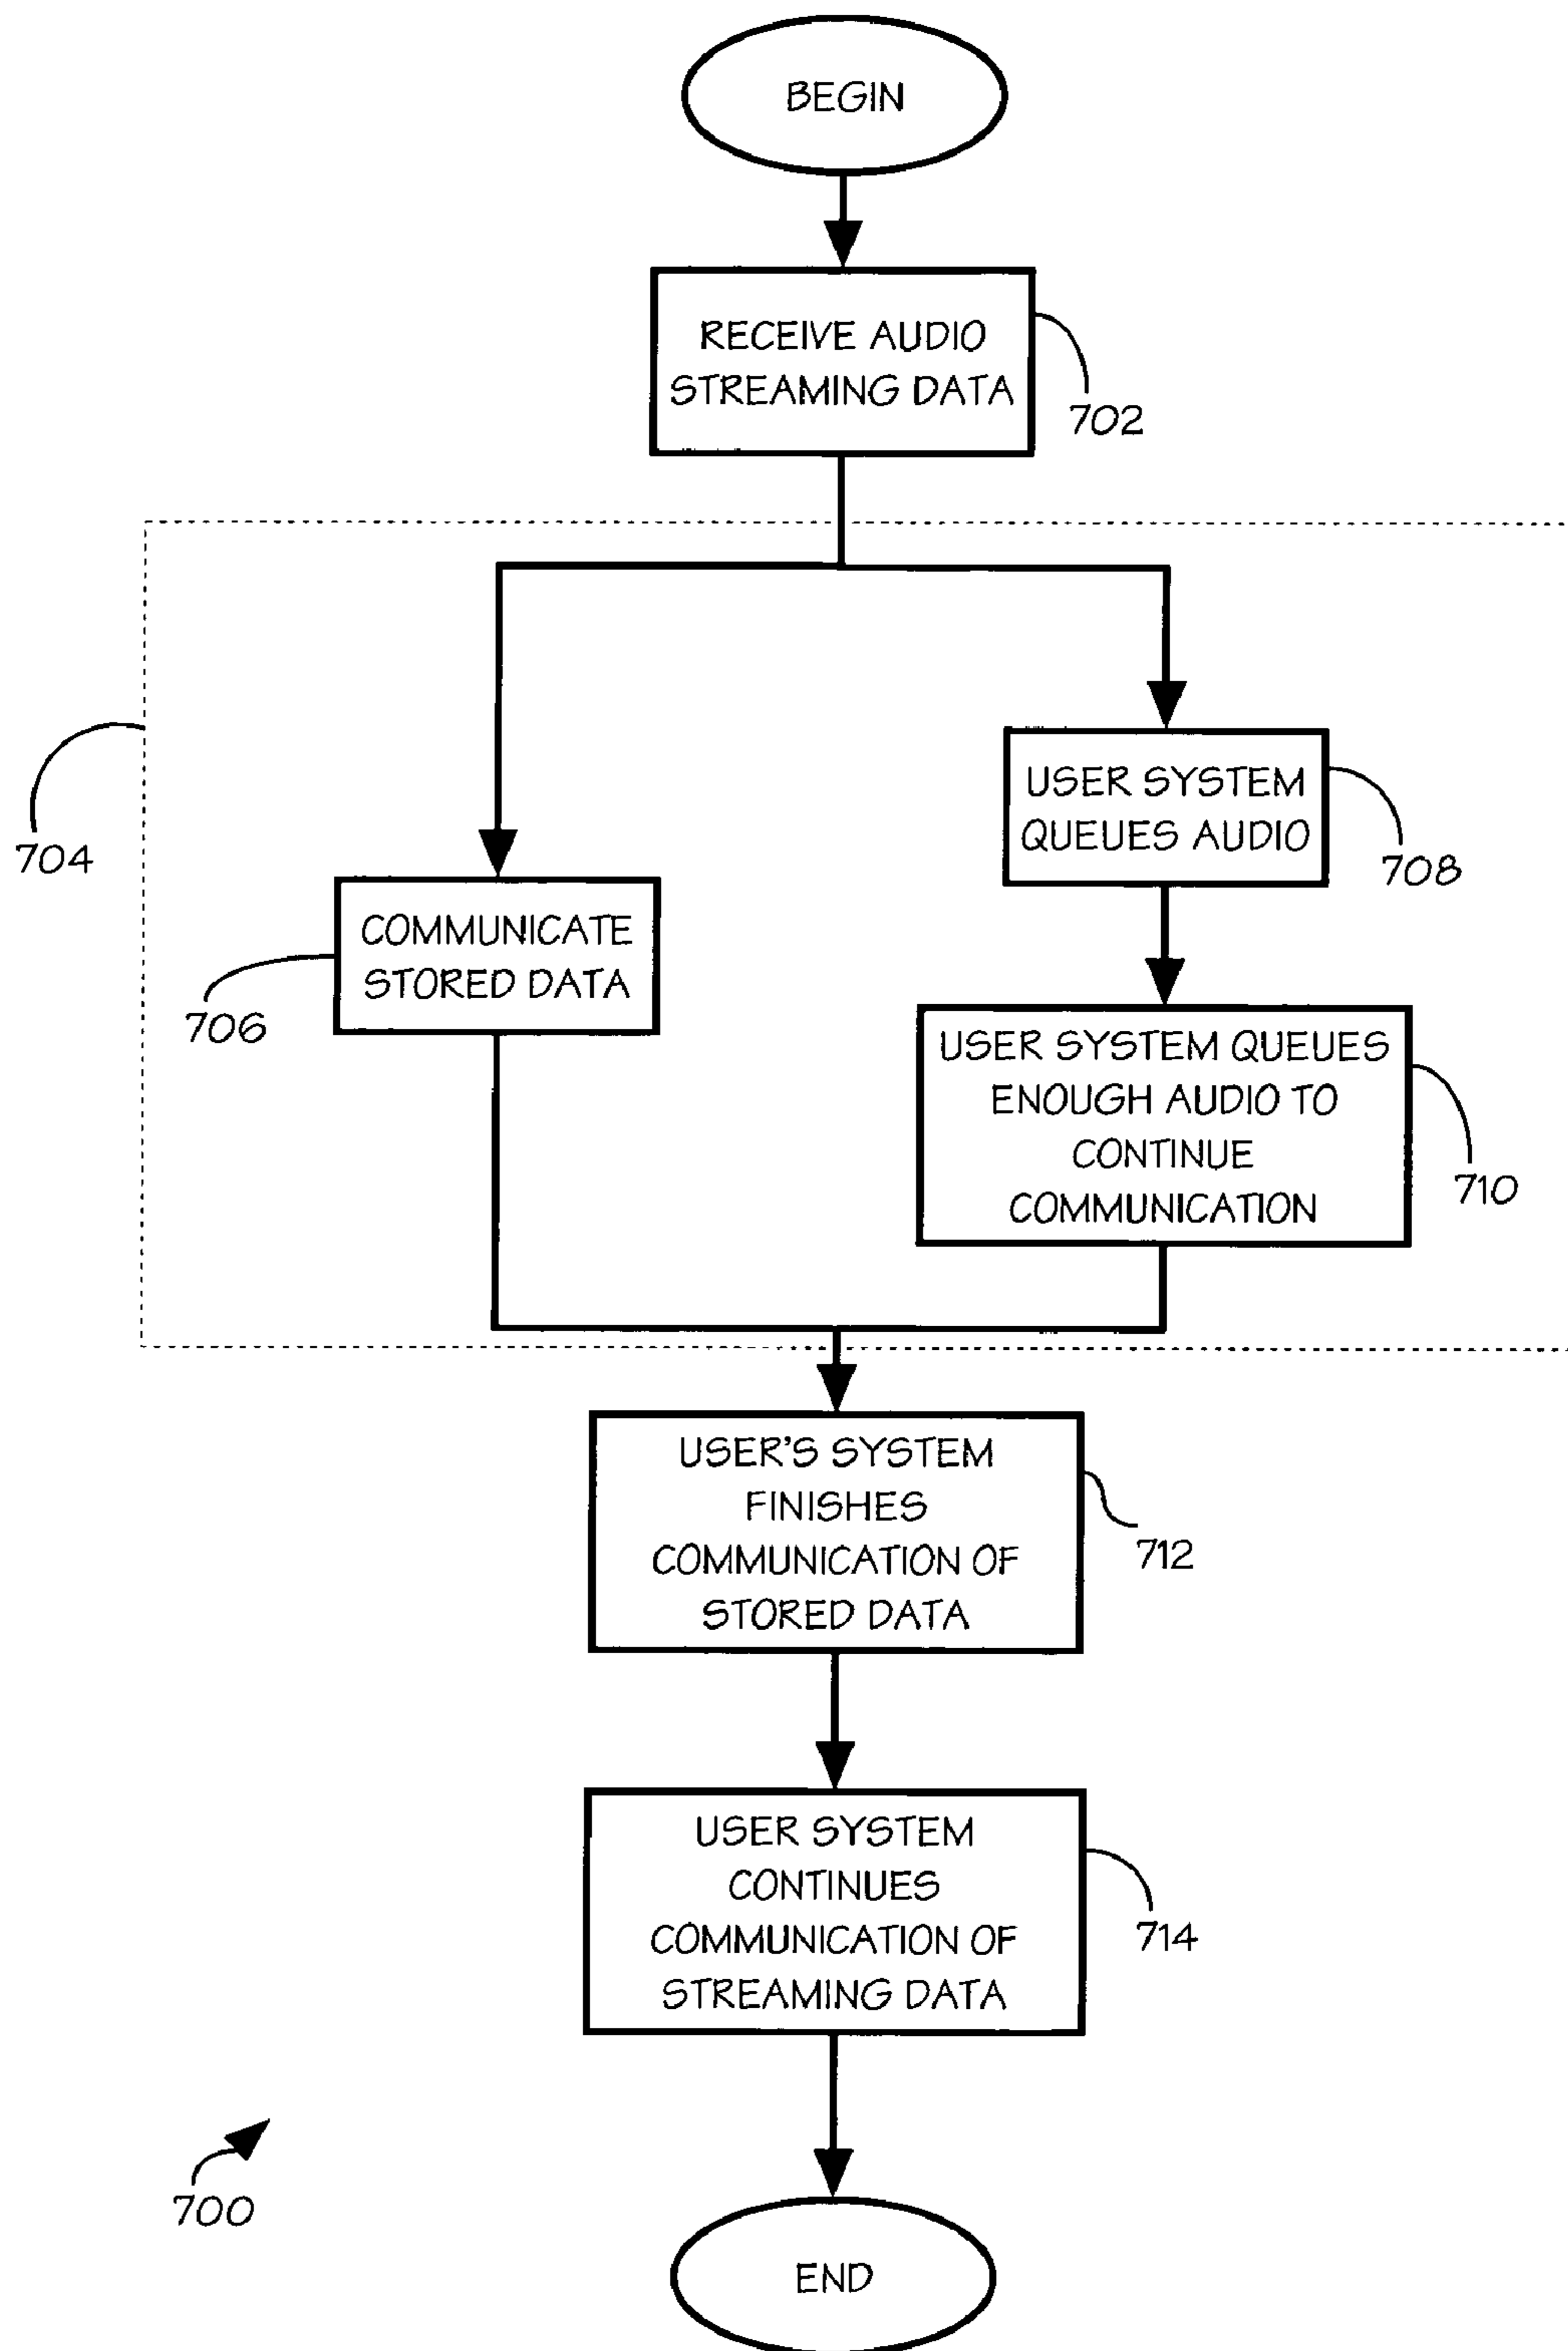 BEGIN
RECEIVE AUDIO
STREAMING DATA
702
704
USER SYSTEM
QUEUES AUDIO
708
COMMUNICATE
STORED DATA
706
USER SYSTEM QUEUES
ENOUGH AUDIO TO
CONTINUE
COMMUNICATION
710
USER'S SYSTEM
FINISHES
COMMUNICATION OF
STORED DATA
712
USER SYSTEM
CONTINUES
COMMUNICATION OF
STREAMING DATA
714
700
END